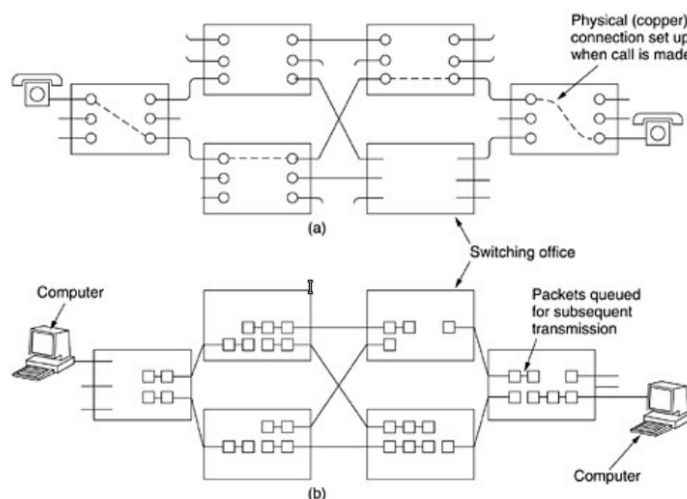 Physical (copper)
connection set up
when call is made
(a)
Switching office
Computer
Packets queued
for subsequent
transmission
Computer
(b)